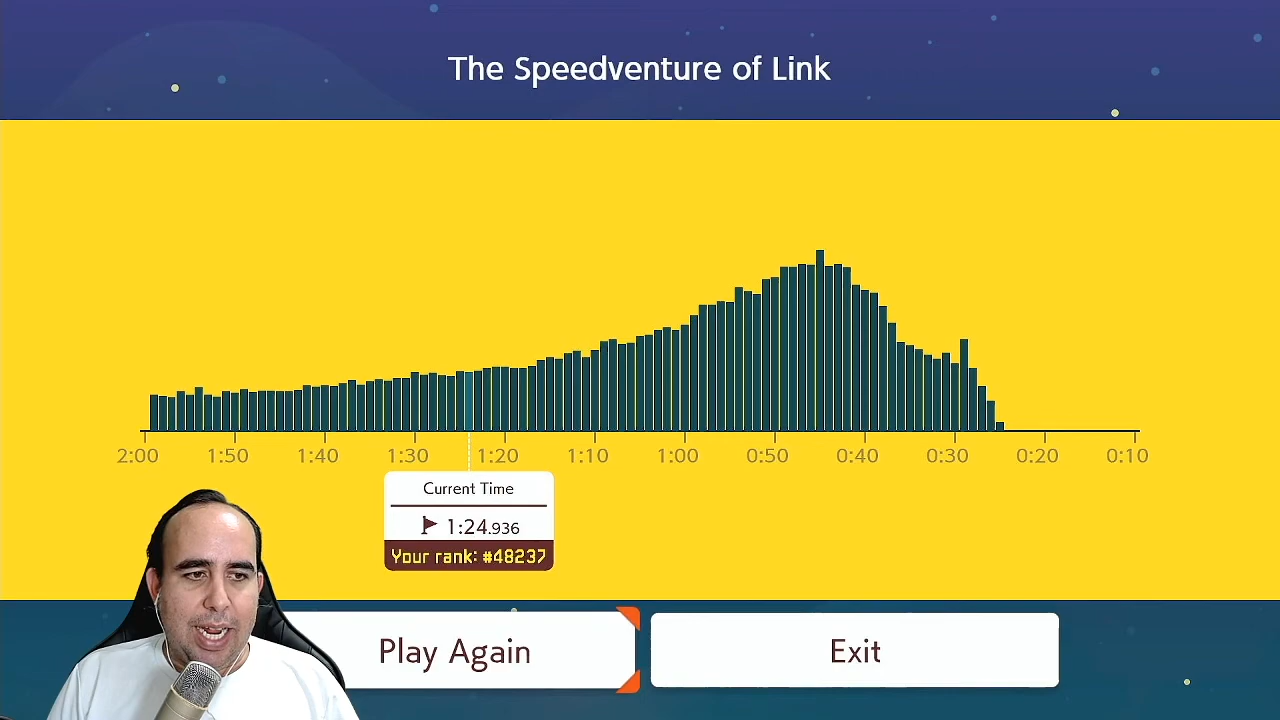 The Speedventure of Link
2:00 1:50 1:40 1:30 1:20 1:10 1:00 0:50 0:40 0:30 0:20 0:10
Current Time
1:24.936
Your rank: #48237
Play Again Exit